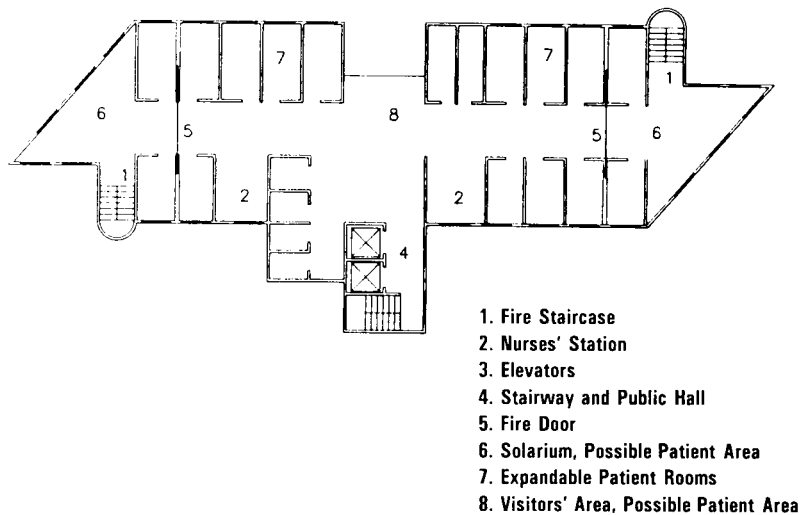 7
7
1
6
8
5
5
6
1
2
2
4
1. Fire Staircase
2. Nurses' Station
3. Elevators
4. Stairway and Public Hall
5. Fire Door
6. Solarium, Possible Patient Area
7. Expandable Patient Rooms
8. Visitors' Area, Possible Patient Area